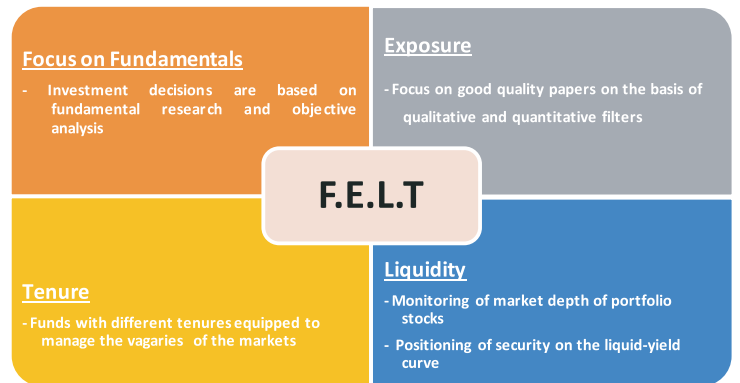 Focus on Fundamentals
- Investment decisions are based on
fundamental research and objective
analysis
Exposure
- Focus on good quality papers on the basis of
qualitative and quantitative filters
F.E.L.T
Tenure
- Funds with different tenures equipped to
manage the vagaries of the markets
Liquidity
- Monitoring of market depth of portfolio
stocks
- Positioning of security on the liquid-yield
curve